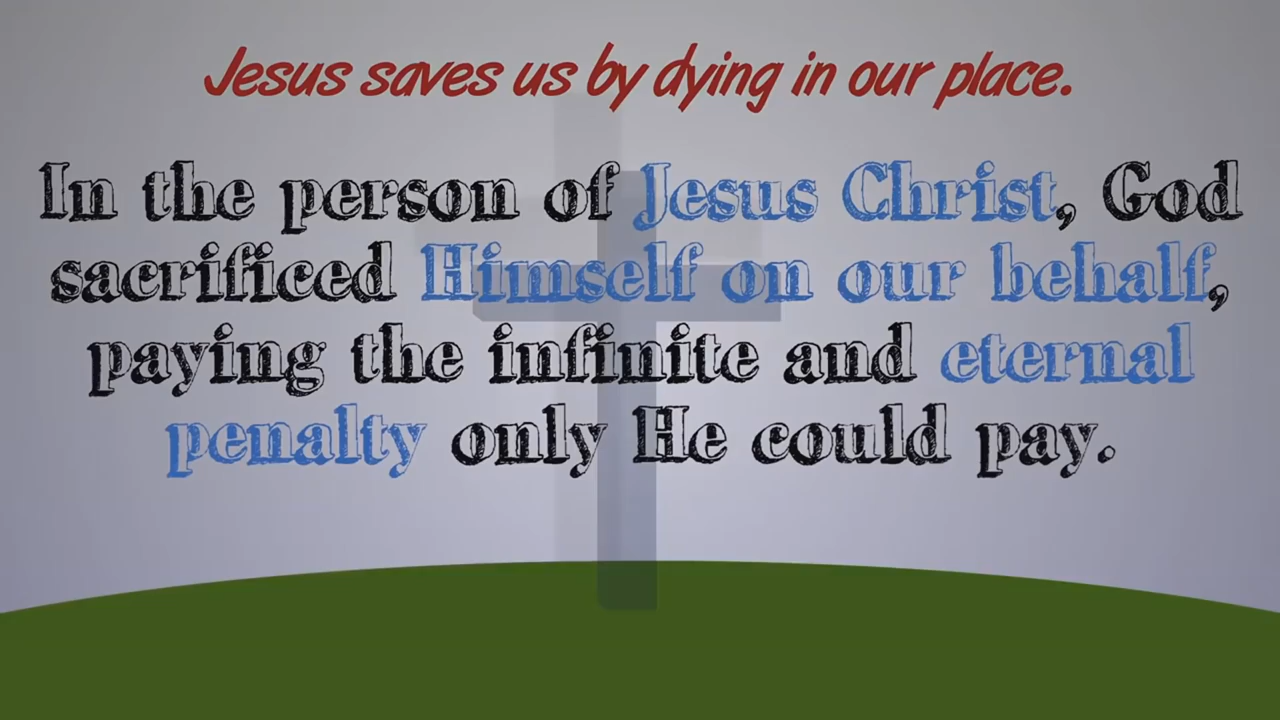 Jesus saves us by dying in our place.
In the person of Jesus Christ, God
sacrificed Himself on our behalf,
paying the infinite and eternal
penalty only He could pay.